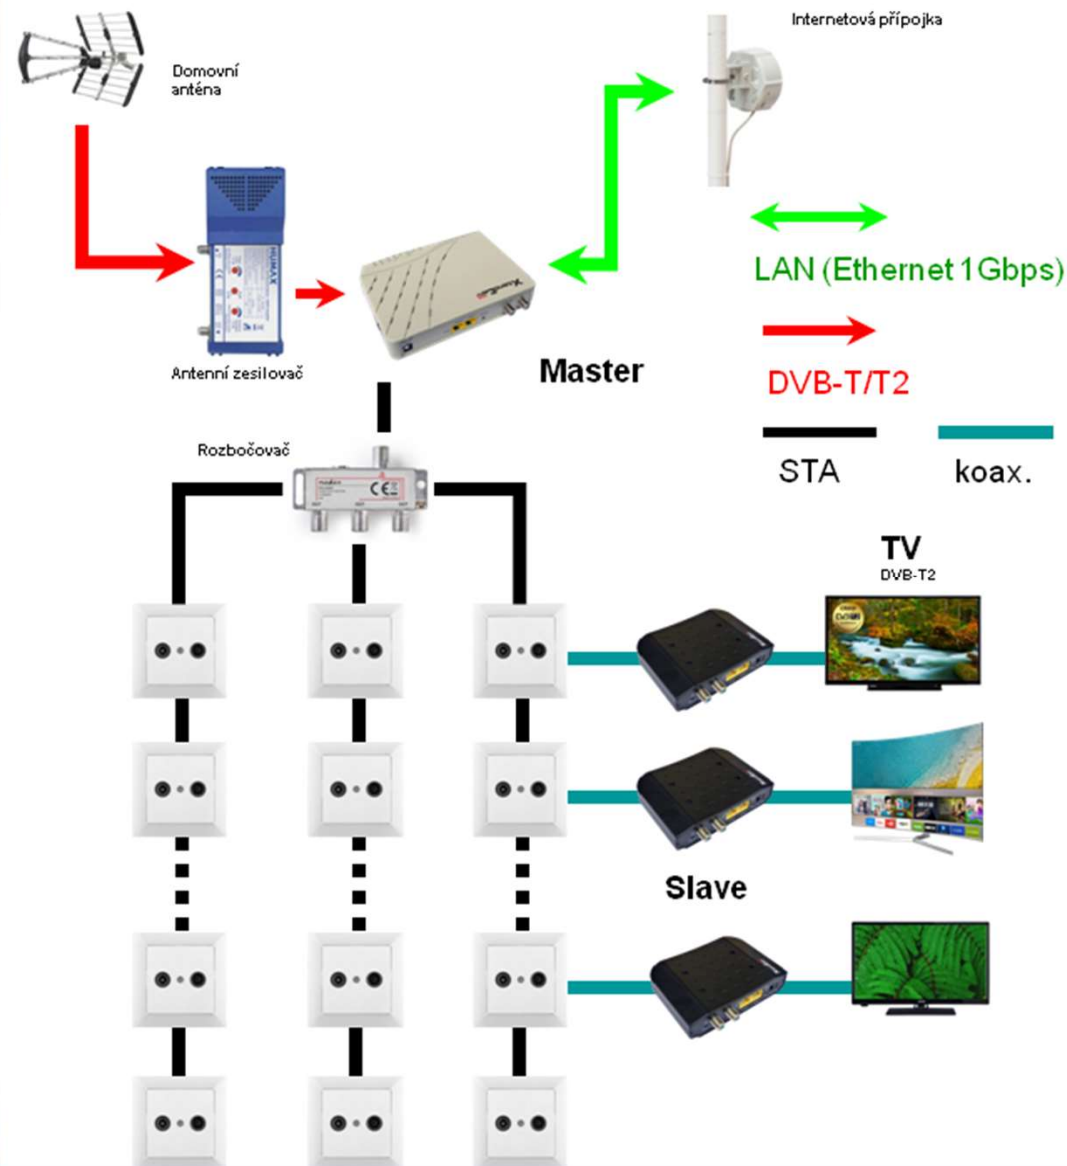 Internetová přípojka
Domovní
anténa
HUMAX
LAN (Ethernet 1Gbps)
Antenní zesilovač
Master
DVB-T/T2
Rozbočovač
STA
koax.
TV
DVB-T2
Slave